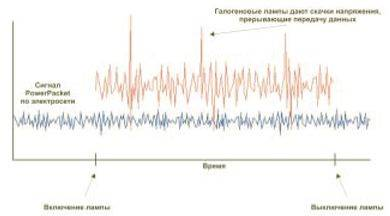 Галогеновые лампы дают скачки напряжения,
прерывающие передачу данных
Сигнал
PowerPacket
по электросети
Время
Включение лампы
Выключение лампы